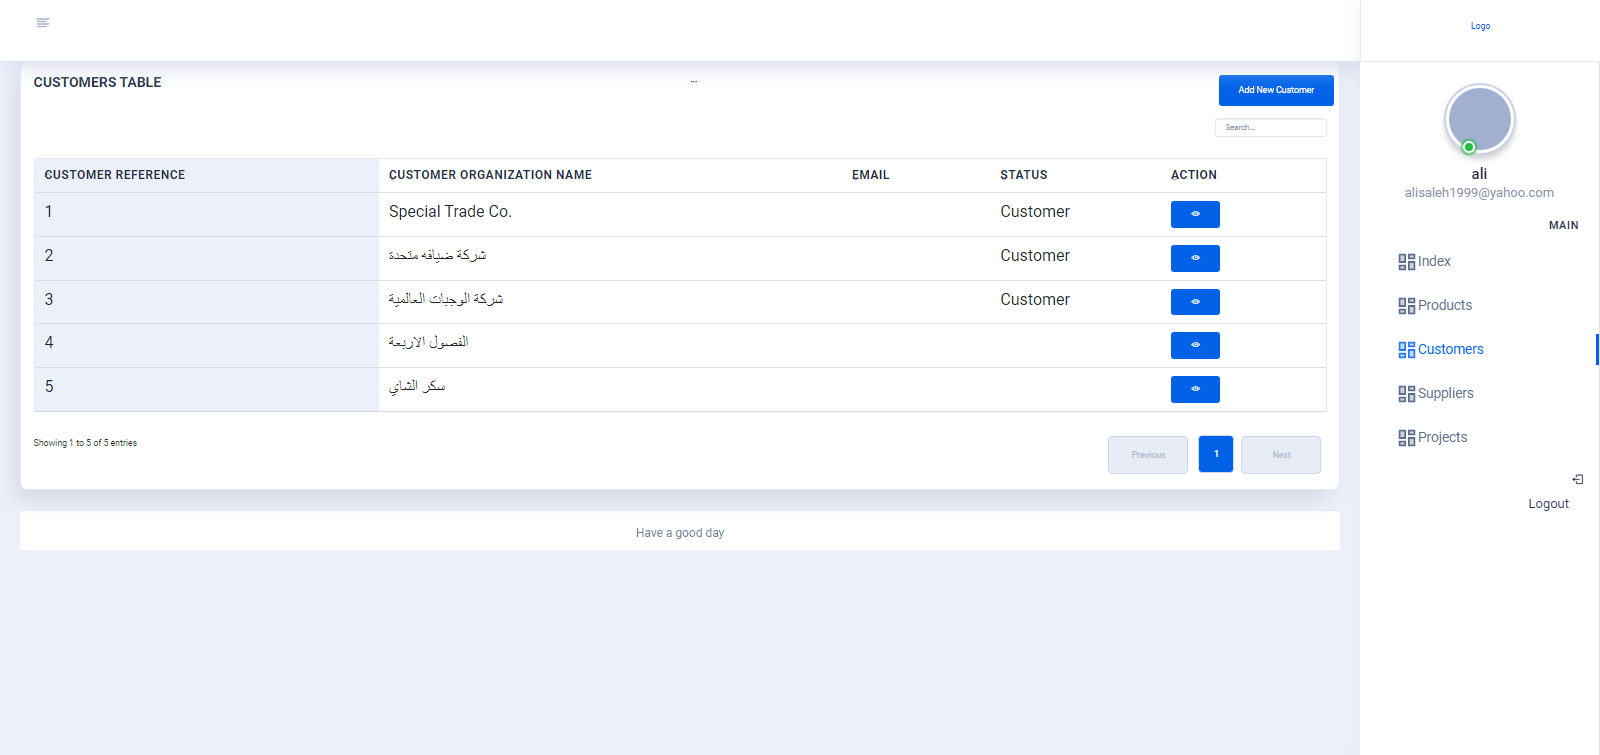 Logo
CUSTOMERS TABLE
...
Add New Customer
Search...
CUSTOMER REFERENCE CUSTOMER ORGANIZATION NAME EMAIL STATUS ACTION
1 Special Trade Co. Customer
2 شركة ضيافه متحدة Customer
3 شركة الوجبات العالمية Customer
4 الفصول الاربعة
5 سكر الشاي
Showing 1 to 5 of 5 entries
Previous 1 Next
Have a good day
ali
alisaleh1999@yahoo.com
MAIN
Index
Products
Customers
Suppliers
Projects
Logout